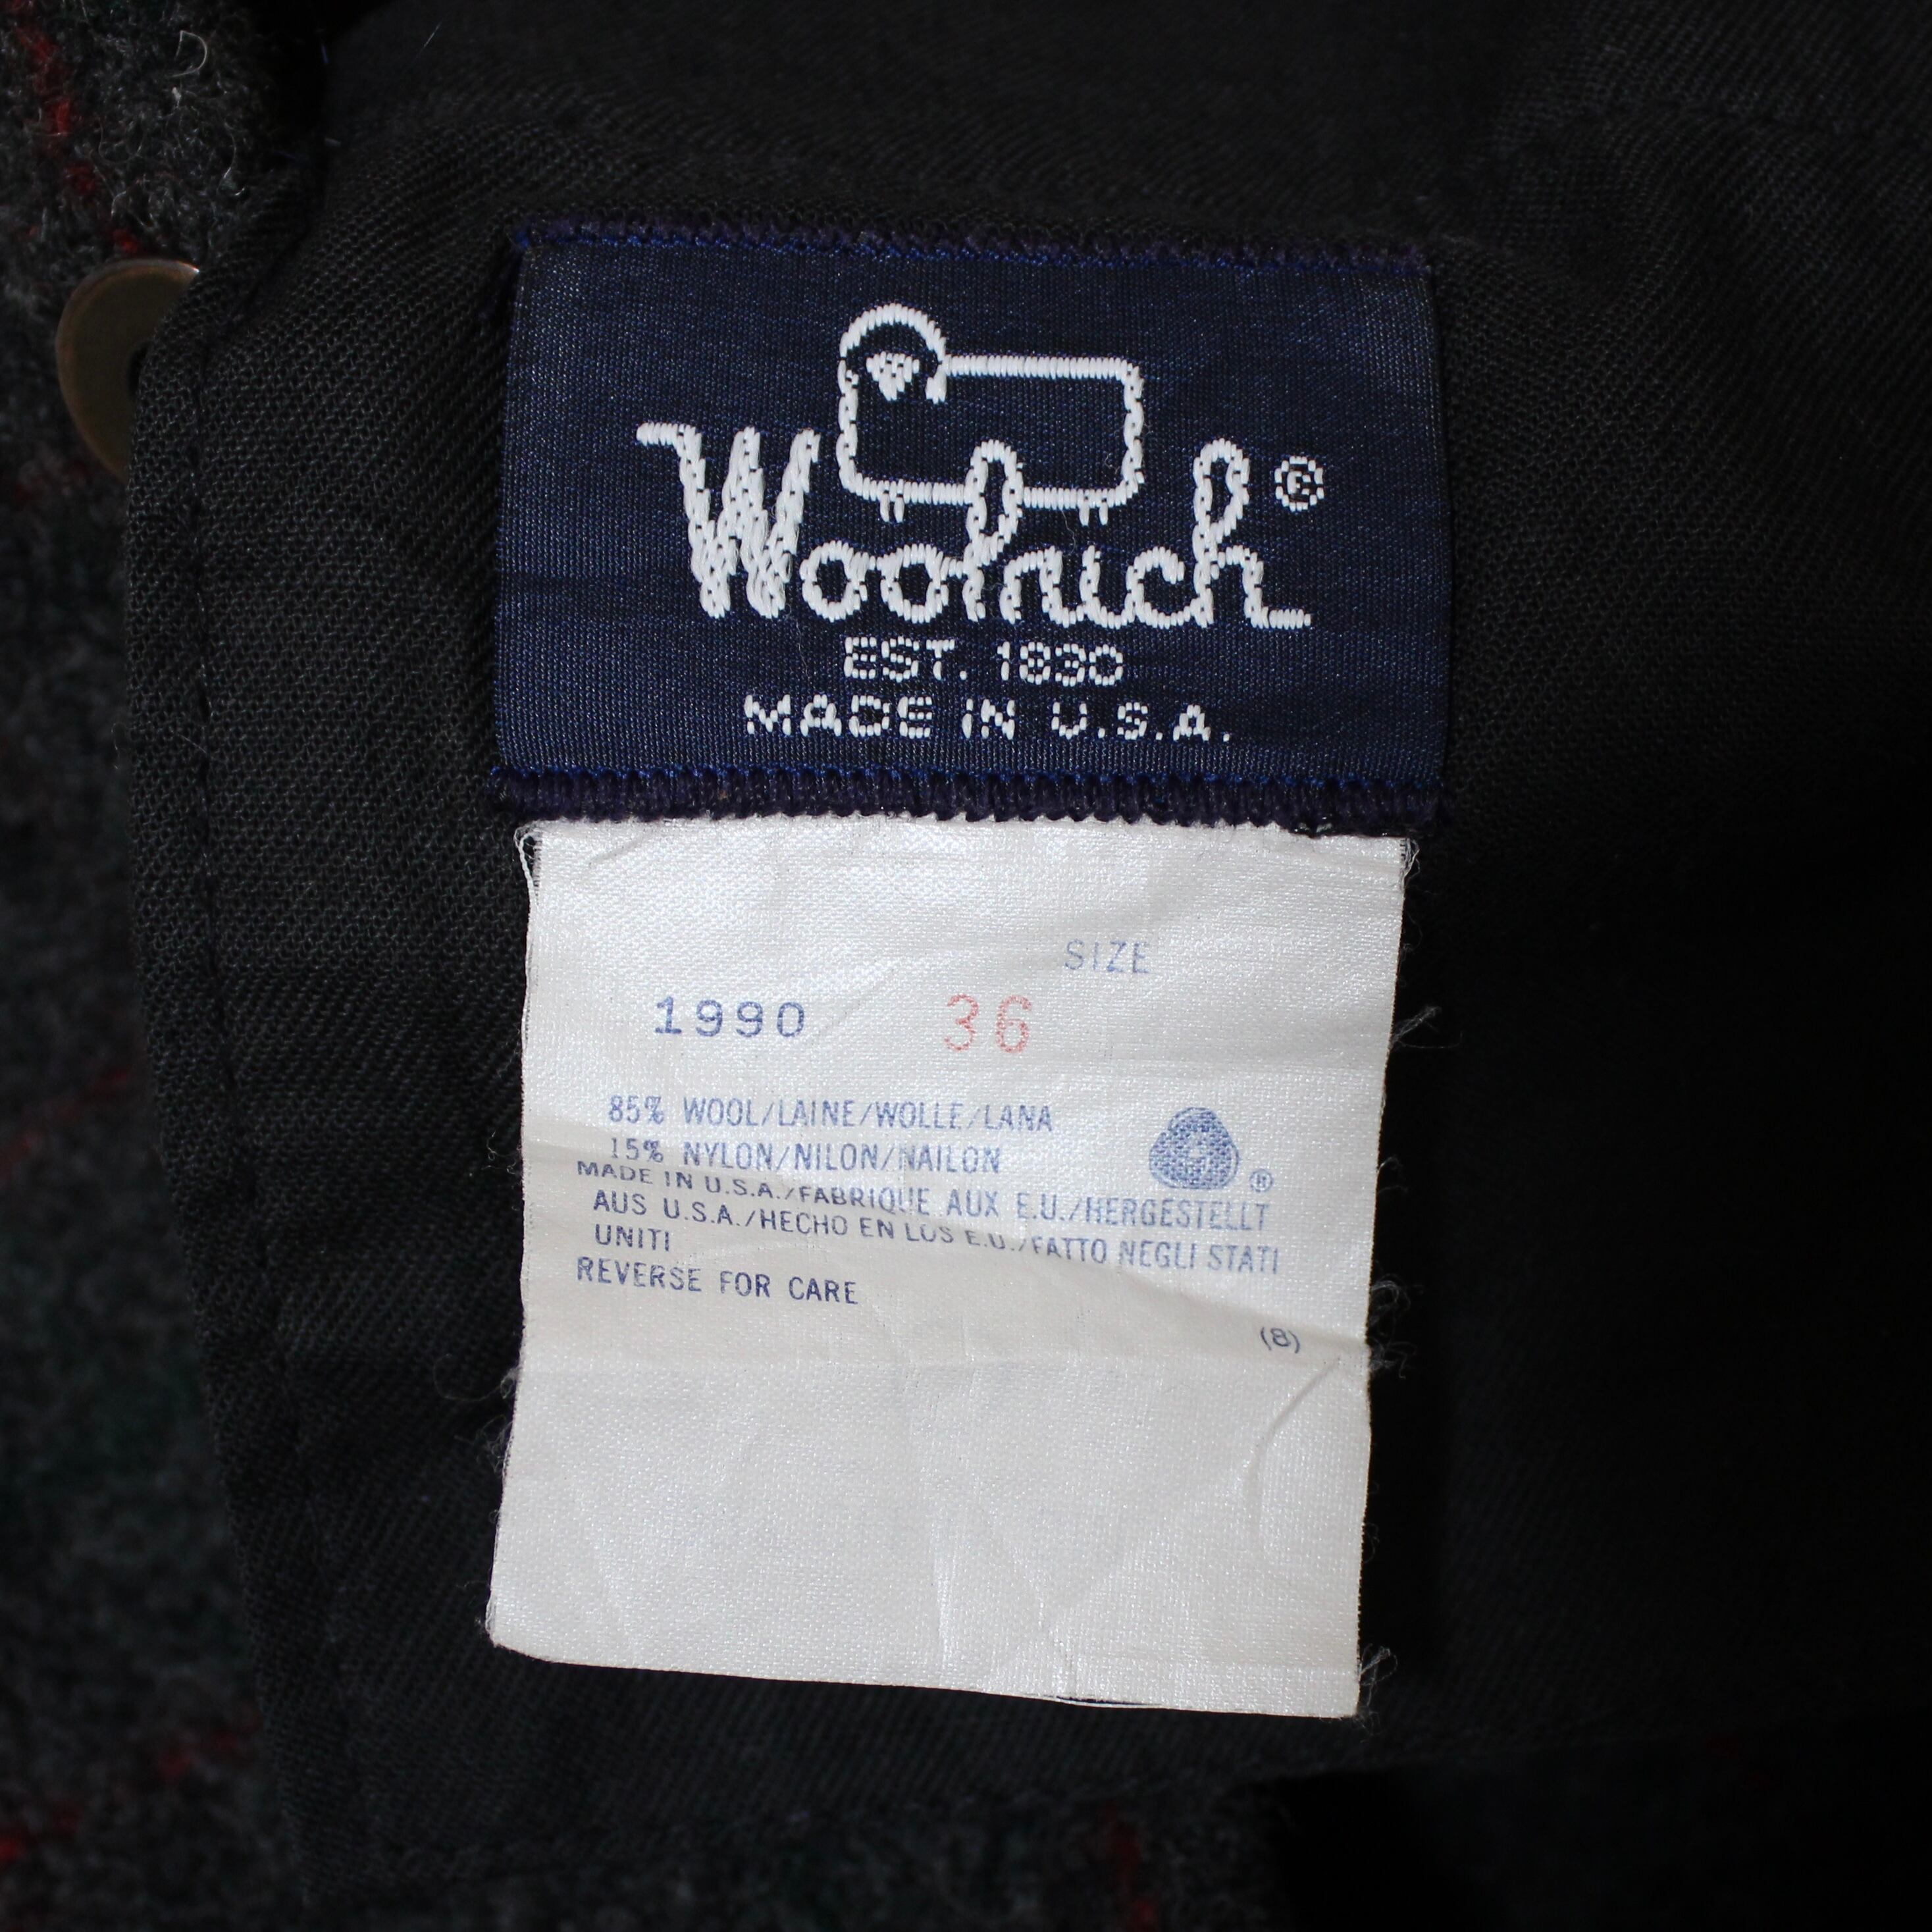 Woolrich®
EST. 1830
MADE IN U.S.A.
SIZE
1990 36
85% WOOL/LAINE/WOLLE/LANA
15% NYLON/NILON/NAILON
®
MADE IN U.S.A./FABRIQUE AUX E.U./HERGESTELLT
AUS U.S.A./HECHO EN LOS E.U./FATTO NEGLI STATI
UNITI
REVERSE FOR CARE
(8)